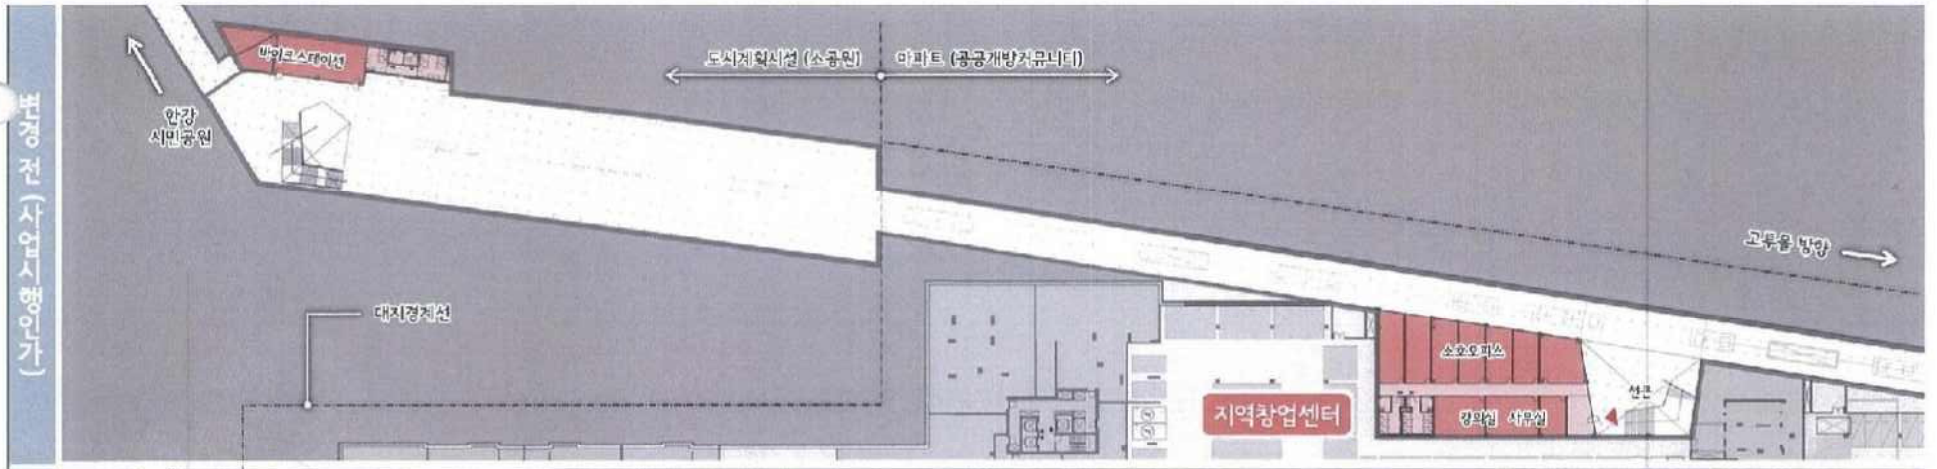 변경 전 (사업시행인가)
바이크스테이션
한강
시민공원
도시계획시설 (소공원)
아파트 (공공개방커뮤니티)
고투몰 방향
대지경계선
소호오피스
선큰
지역창업센터
강의실 사무실